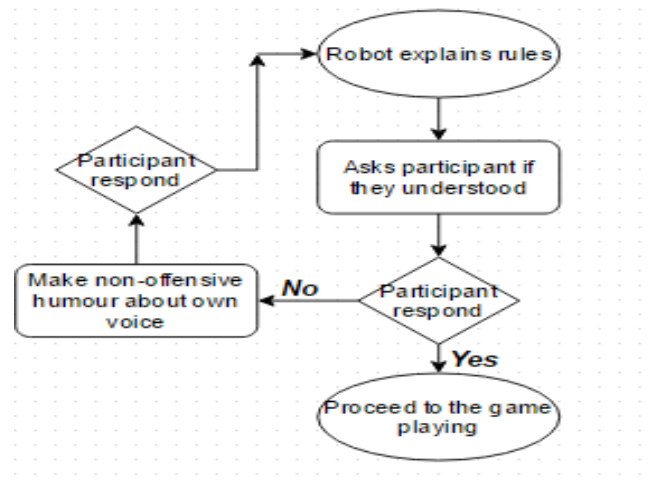 Robot explains rules
Asks participant if
they understood
Participant
respond
No
Yes
Make non-offensive
humour about own
voice
Participant
respond
Proceed to the game
playing